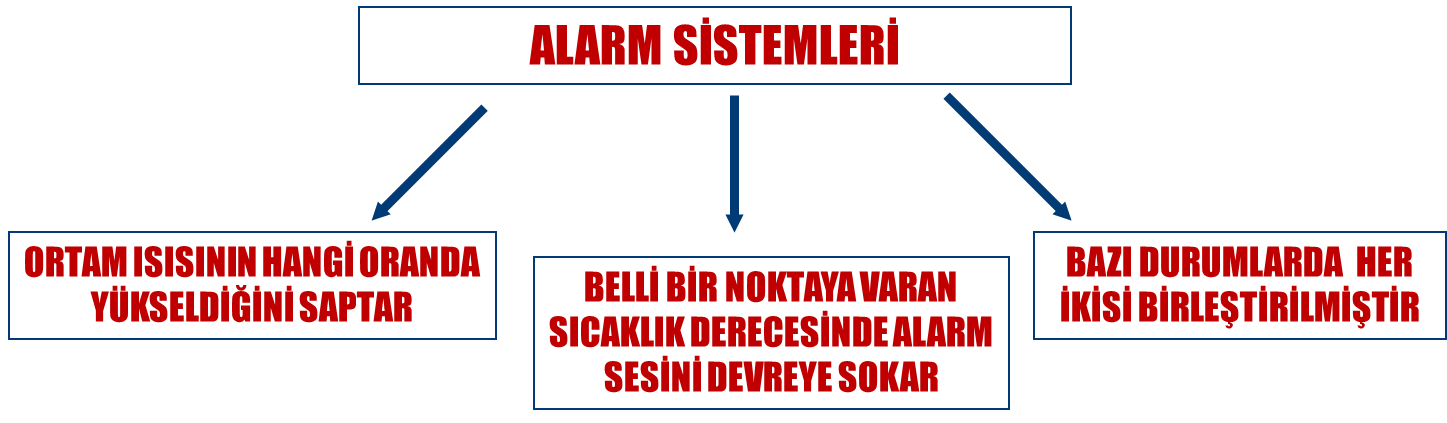 ALARM SİSTEMLERİ
ORTAM ISISININ HANGİ ORANDA
YÜKSELDİĞİNİ SAPTAR
BELLİ BİR NOKTAYA VARAN
SICAKLIK DERECESİNDE ALARM
SESİNİ DEVREYE SOKAR
BAZI DURUMLARDA HER
İKİSİ BİRLEŞTİRİLMİŞTİR